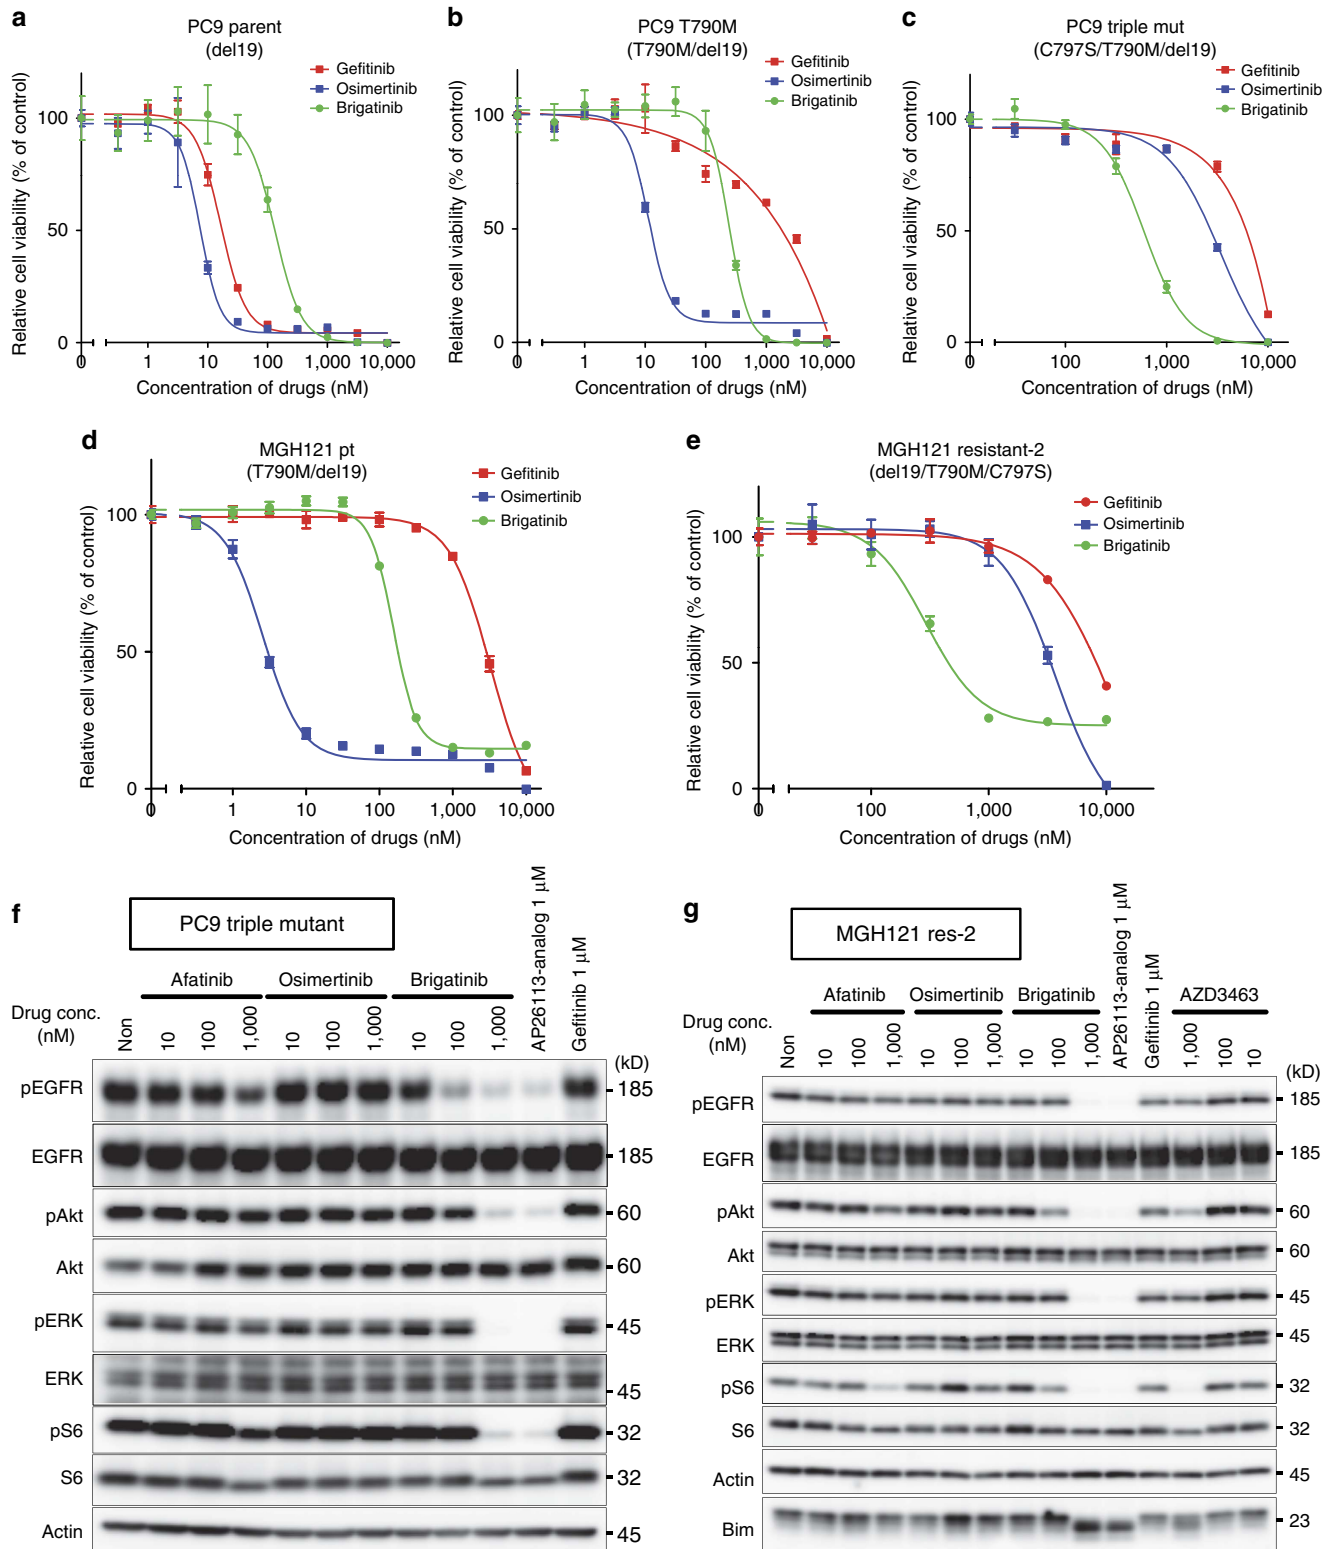 a
PC9 parent
(del19)
Gefitinib
Osimertinib
Brigatinib
Relative cell viability (% of control)
100
50
0
0 1 10 100 1,000 10,000
Concentration of drugs (nM)
b
PC9 T790M
(T790M/del19)
Gefitinib
Osimertinib
Brigatinib
Relative cell viability (% of control)
100
50
0
0 1 10 100 1,000 10,000
Concentration of drugs (nM)
c
PC9 triple mut
(C797S/T790M/del19)
Gefitinib
Osimertinib
Brigatinib
Relative cell viability (% of control)
100
50
0
0 100 1,000 10,000
Concentration of drugs (nM)
d
MGH121 pt
(T790M/del19)
Gefitinib
Osimertinib
Brigatinib
Relative cell viability (% of control)
100
50
0
0 1 10 100 1,000 10,000
Concentration of drugs (nM)
e
MGH121 resistant-2
(del19/T790M/C797S)
Gefitinib
Osimertinib
Brigatinib
Relative cell viability (% of control)
100
50
0
0 100 1,000 10,000
Concentration of drugs (nM)
f
PC9 triple mutant
Afatinib Osimertinib Brigatinib AP26113-analog 1 μM Gefitinib 1 μM
Drug conc.
(nM)
Non 10 100 1,000 10 100 1,000 10 100 1,000
(kD)
pEGFR 185
EGFR 185
pAkt 60
Akt 60
pERK 45
ERK 45
pS6 32
S6 32
Actin 45
g
MGH121 res-2
Afatinib Osimertinib Brigatinib AP26113-analog 1 μM Gefitinib 1 μM AZD3463
Drug conc.
(nM)
Non 10 100 1,000 10 100 1,000 10 100 1,000 1,000 100 10
(kD)
pEGFR 185
EGFR 185
pAkt 60
Akt 60
pERK 45
ERK 45
pS6 32
S6 32
Actin 45
Bim 23